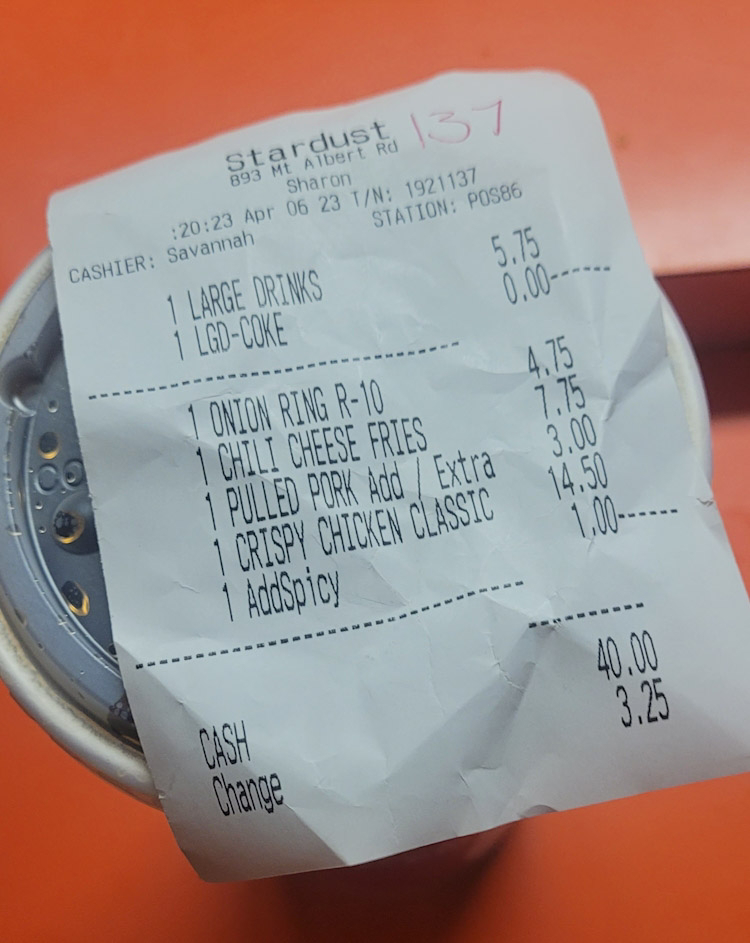 Stardust 137
893 Mt Albert Rd
Sharon
:20:23 Apr 06 23 T/N: 1921137
CASHIER: Savannah STATION: POS86
1 LARGE DRINKS 5.75
1 LGD-COKE 0.00
1 ONION RING R-10 4.75
1 CHILI CHEESE FRIES 7.75
1 PULLED PORK Add / Extra 3.00
1 CRISPY CHICKEN CLASSIC 14.50
1 AddSpicy 1.00
CASH 40.00
Change 3.25